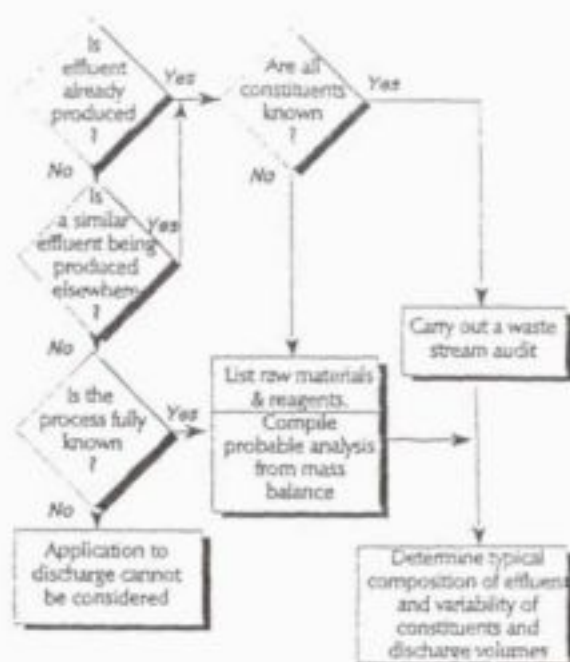 Is
effluent
already
produced
?
Yes
No
Are all
constituents
known
?
Yes
No
Is
a similar
effluent being
produced
elsewhere
?
Yes
No
Is the
process fully
known
?
Yes
No
Application to
discharge cannot
be considered
List raw materials
& reagents.
Compile
probable analysis
from mass
balance
Carry out a waste
stream audit
Determine typical
composition of effluent
and variability of
constituents and
discharge volumes